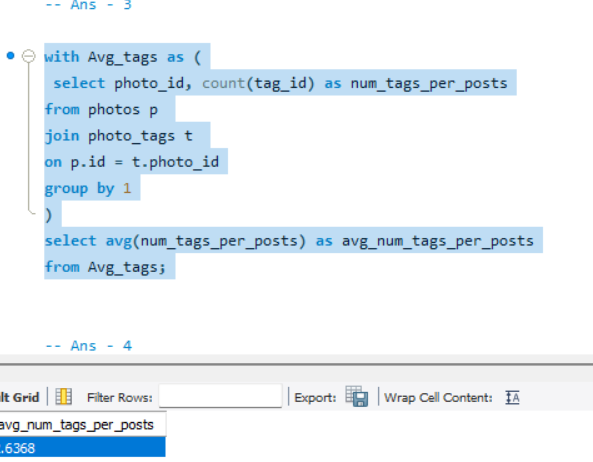 -- Ans - 3
with Avg_tags as (
select photo_id, count(tag_id) as num_tags_per_posts
from photos p
join photo_tags t
on p.id = t.photo_id
group by 1
)
select avg(num_tags_per_posts) as avg_num_tags_per_posts
from Avg_tags;
-- Ans - 4
Grid Filter Rows: Export: Wrap Cell Content:
avg_num_tags_per_posts
.6368